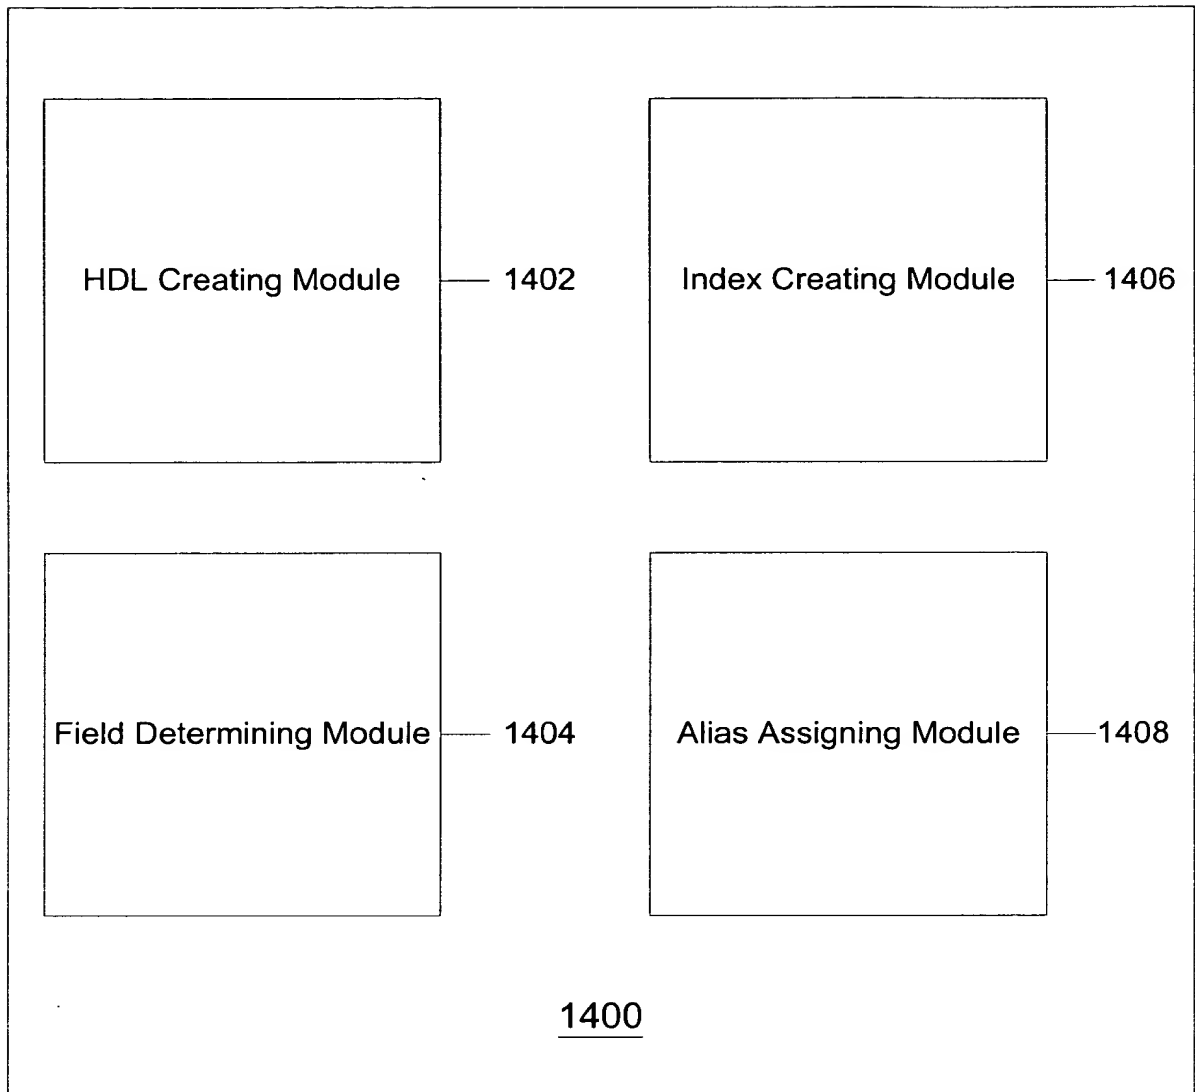 HDL Creating Module 1402
Index Creating Module 1406
Field Determining Module 1404
Alias Assigning Module 1408
1400